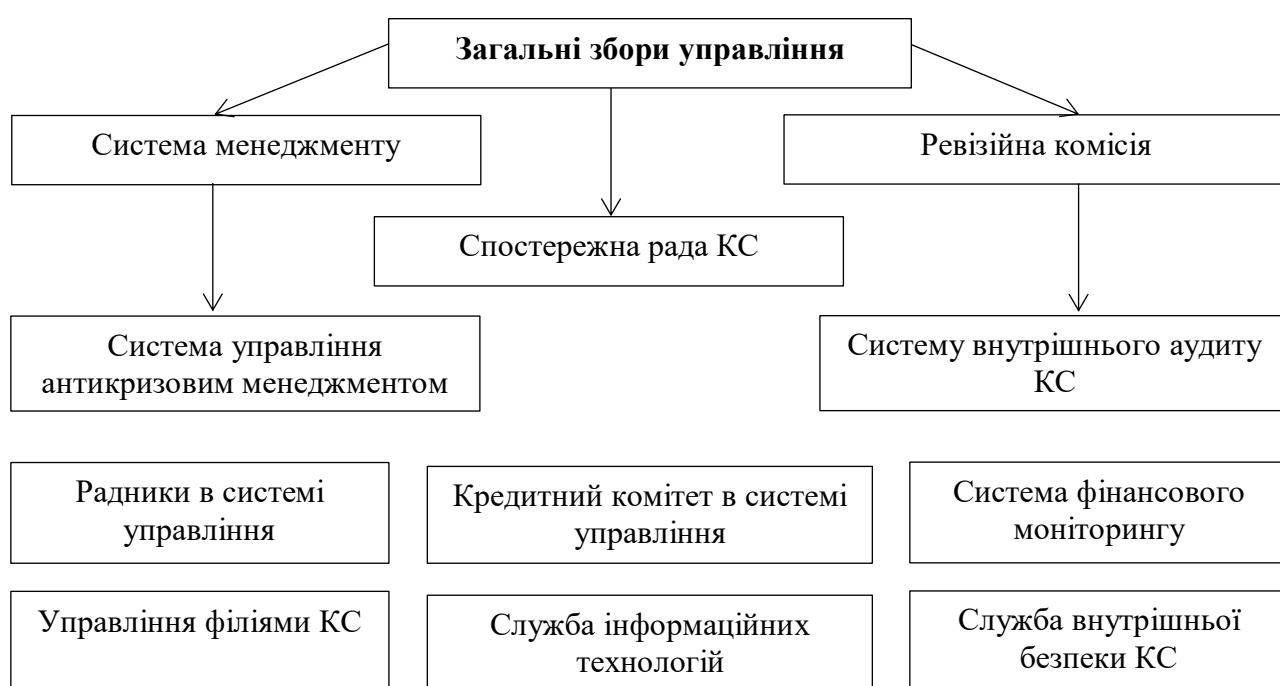 Загальні збори управління
Система менеджменту
Ревізійна комісія
Спостережна рада КС
Система управління
антикризовим менеджментом
Систему внутрішнього аудиту
КС
Радники в системі
управління
Кредитний комітет в системі
управління
Система фінансового
моніторингу
Управління філіями КС
Служба інформаційних
технологій
Служба внутрішньої
безпеки КС